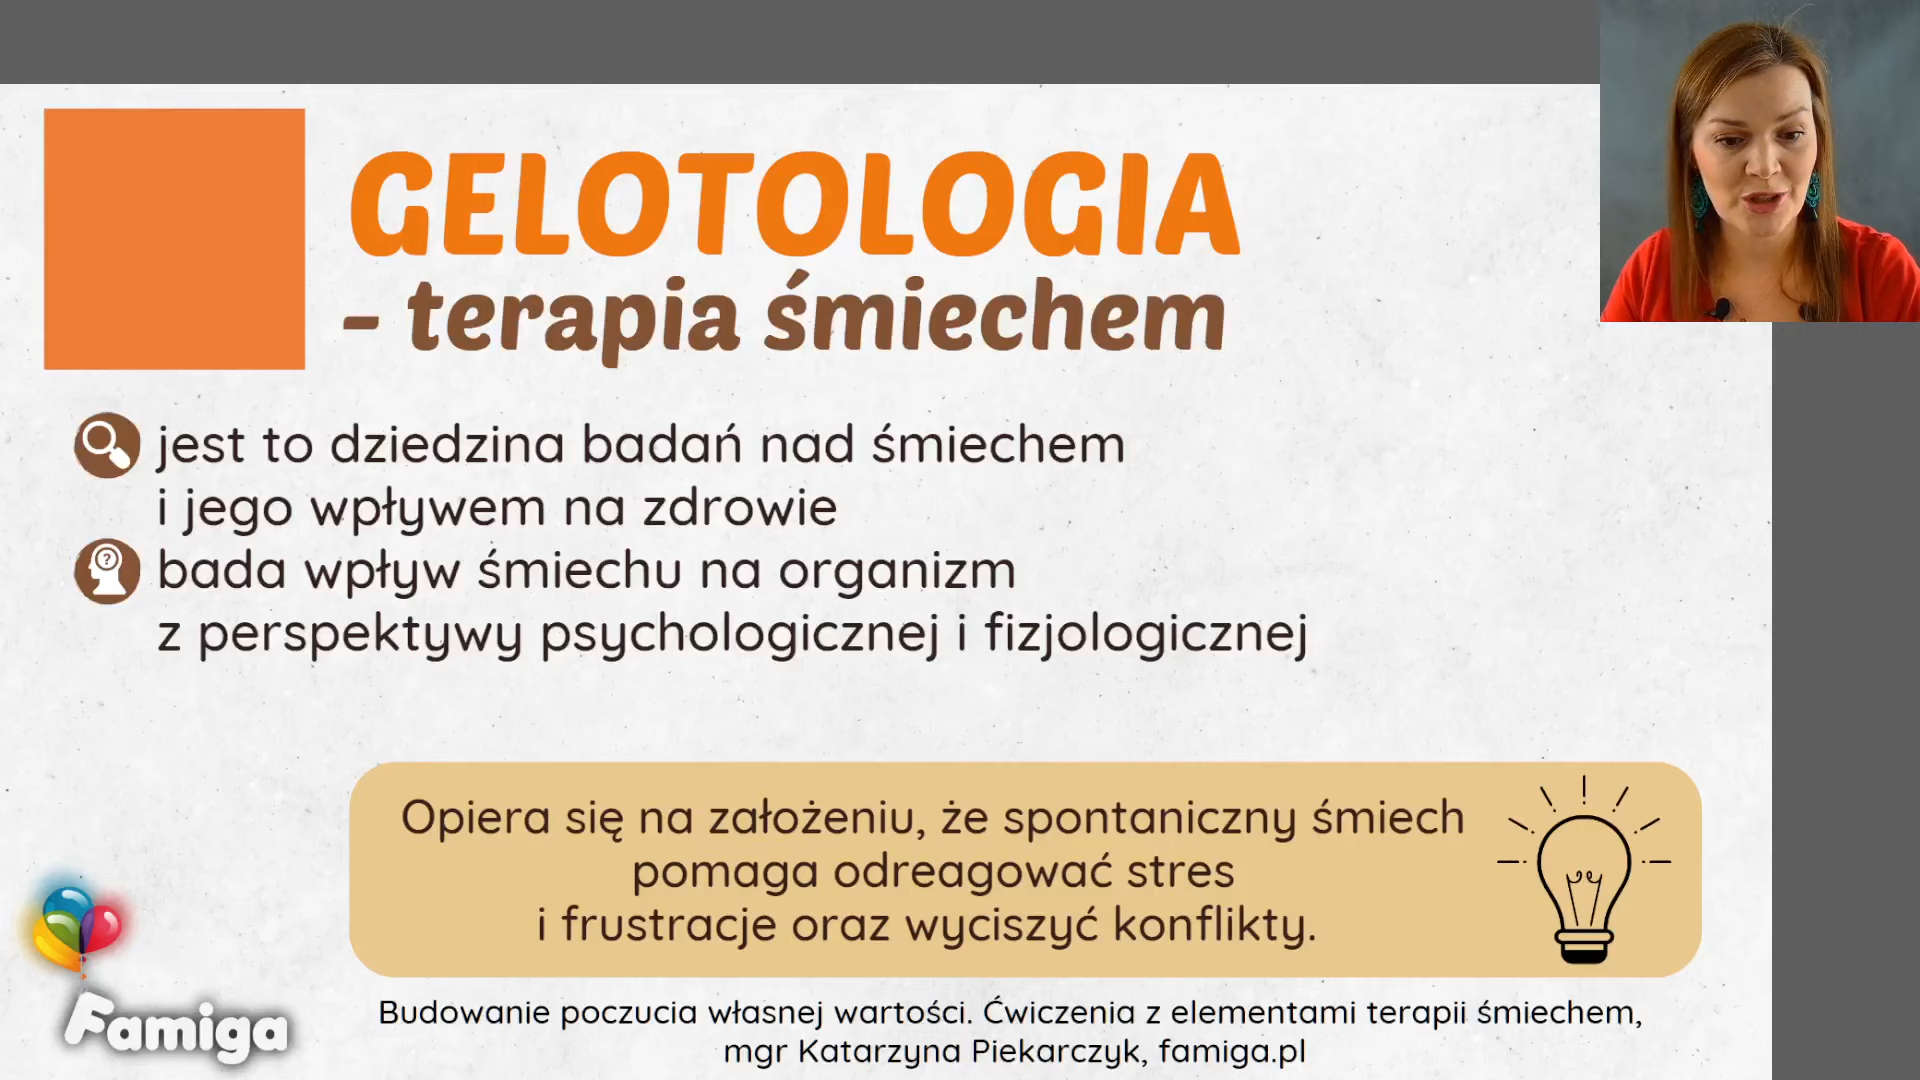 GELOTOLOGIA
- terapia śmiechem
jest to dziedzina badań nad śmiechem
i jego wpływem na zdrowie
?
bada wpływ śmiechu na organizm
z perspektywy psychologicznej i fizjologicznej
Opiera się na założeniu, że spontaniczny śmiech
pomaga odreagować stres
i frustracje oraz wyciszyć konflikty.
Famiga
Budowanie poczucia własnej wartości. Ćwiczenia z elementami terapii śmiechem,
mgr Katarzyna Piekarczyk, famiga.pl